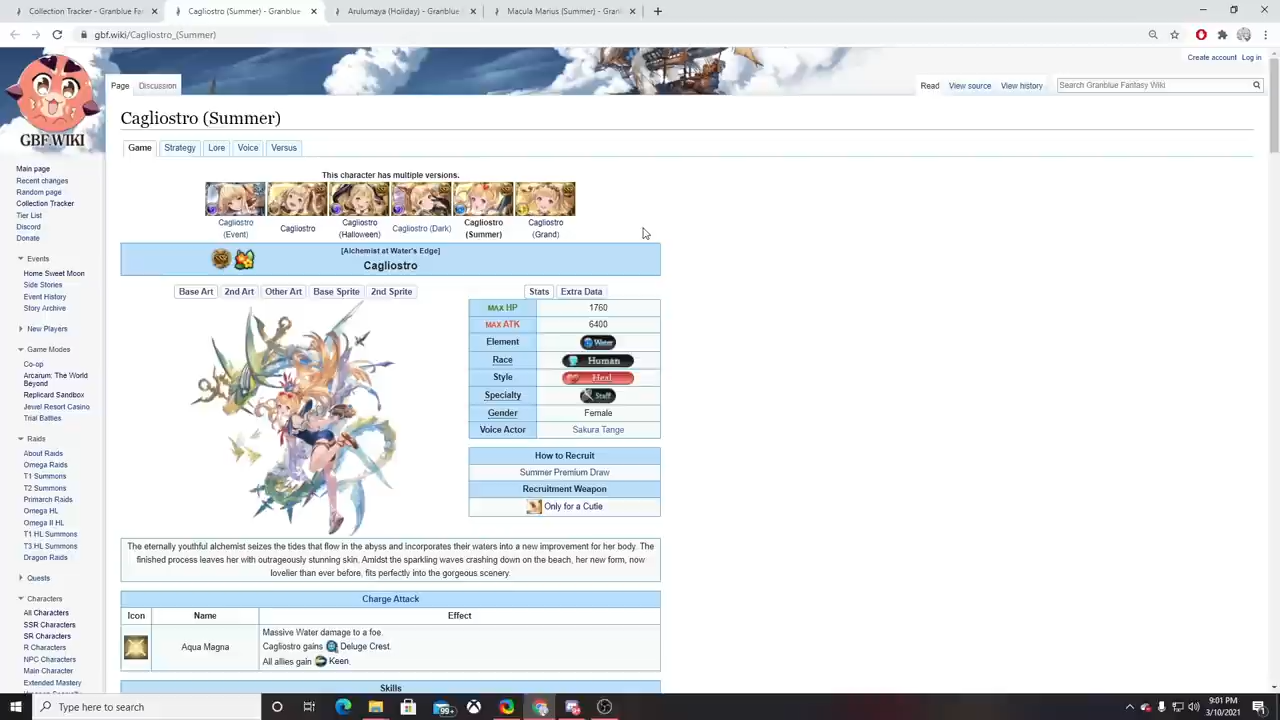 Collection Tracker - Granblue Fa
Cagliostro (Summer) - Granblue
Arulumaya (Holiday) - Granblue
Macula Marius (Summer) - Granblu
gbf.wiki/Cagliostro_(Summer)
Create account
Log in
Page
Discussion
Read
View source
View history
Search Granblue Fantasy Wiki
GBF.WIKI
Cagliostro (Summer)
Game
Strategy
Lore
Voice
Versus
This character has multiple versions.
Cagliostro (Event)
Cagliostro
Cagliostro (Halloween)
Cagliostro (Dark)
Cagliostro (Summer)
Cagliostro (Grand)
[Alchemist at Water's Edge]
Cagliostro
Base Art
2nd Art
Other Art
Base Sprite
2nd Sprite
Stats
Extra Data
MAX HP 1760
MAX ATK 6400
Element Water
Race Human
Style Heal
Specialty Staff
Gender Female
Voice Actor Sakura Tange
How to Recruit
Summer Premium Draw
Recruitment Weapon
Only for a Cutie
The eternally youthful alchemist seizes the tides that flow in the abyss and incorporates their waters into a new improvement for her body. The
finished process leaves her with outrageously stunning skin. Amidst the sparkling waves crashing down on the beach, her new form, now
lovelier than ever before, fits perfectly into the gorgeous scenery.
Charge Attack
Icon Name Effect
Aqua Magna
Massive Water damage to a foe.
Cagliostro gains Deluge Crest.
All allies gain Keen.
Skills
Main page
Recent changes
Random page
Collection Tracker
Tier List
Discord
Donate
Events
Home Sweet Moon
Side Stories
Event History
Story Archive
New Players
Game Modes
Co-op
Arcarum: The World
Beyond
Replicard Sandbox
Jewel Resort Casino
Trial Battles
Raids
About Raids
Omega Raids
T1 Summons
T2 Summons
Primarch Raids
Omega HL
Omega II HL
T1 HL Summons
T3 HL Summons
Dragon Raids
Quests
Characters
All Characters
SSR Characters
SR Characters
R Characters
NPC Characters
Main Character
Extended Mastery
Type here to search
99+
9:01 PM
3/10/2021